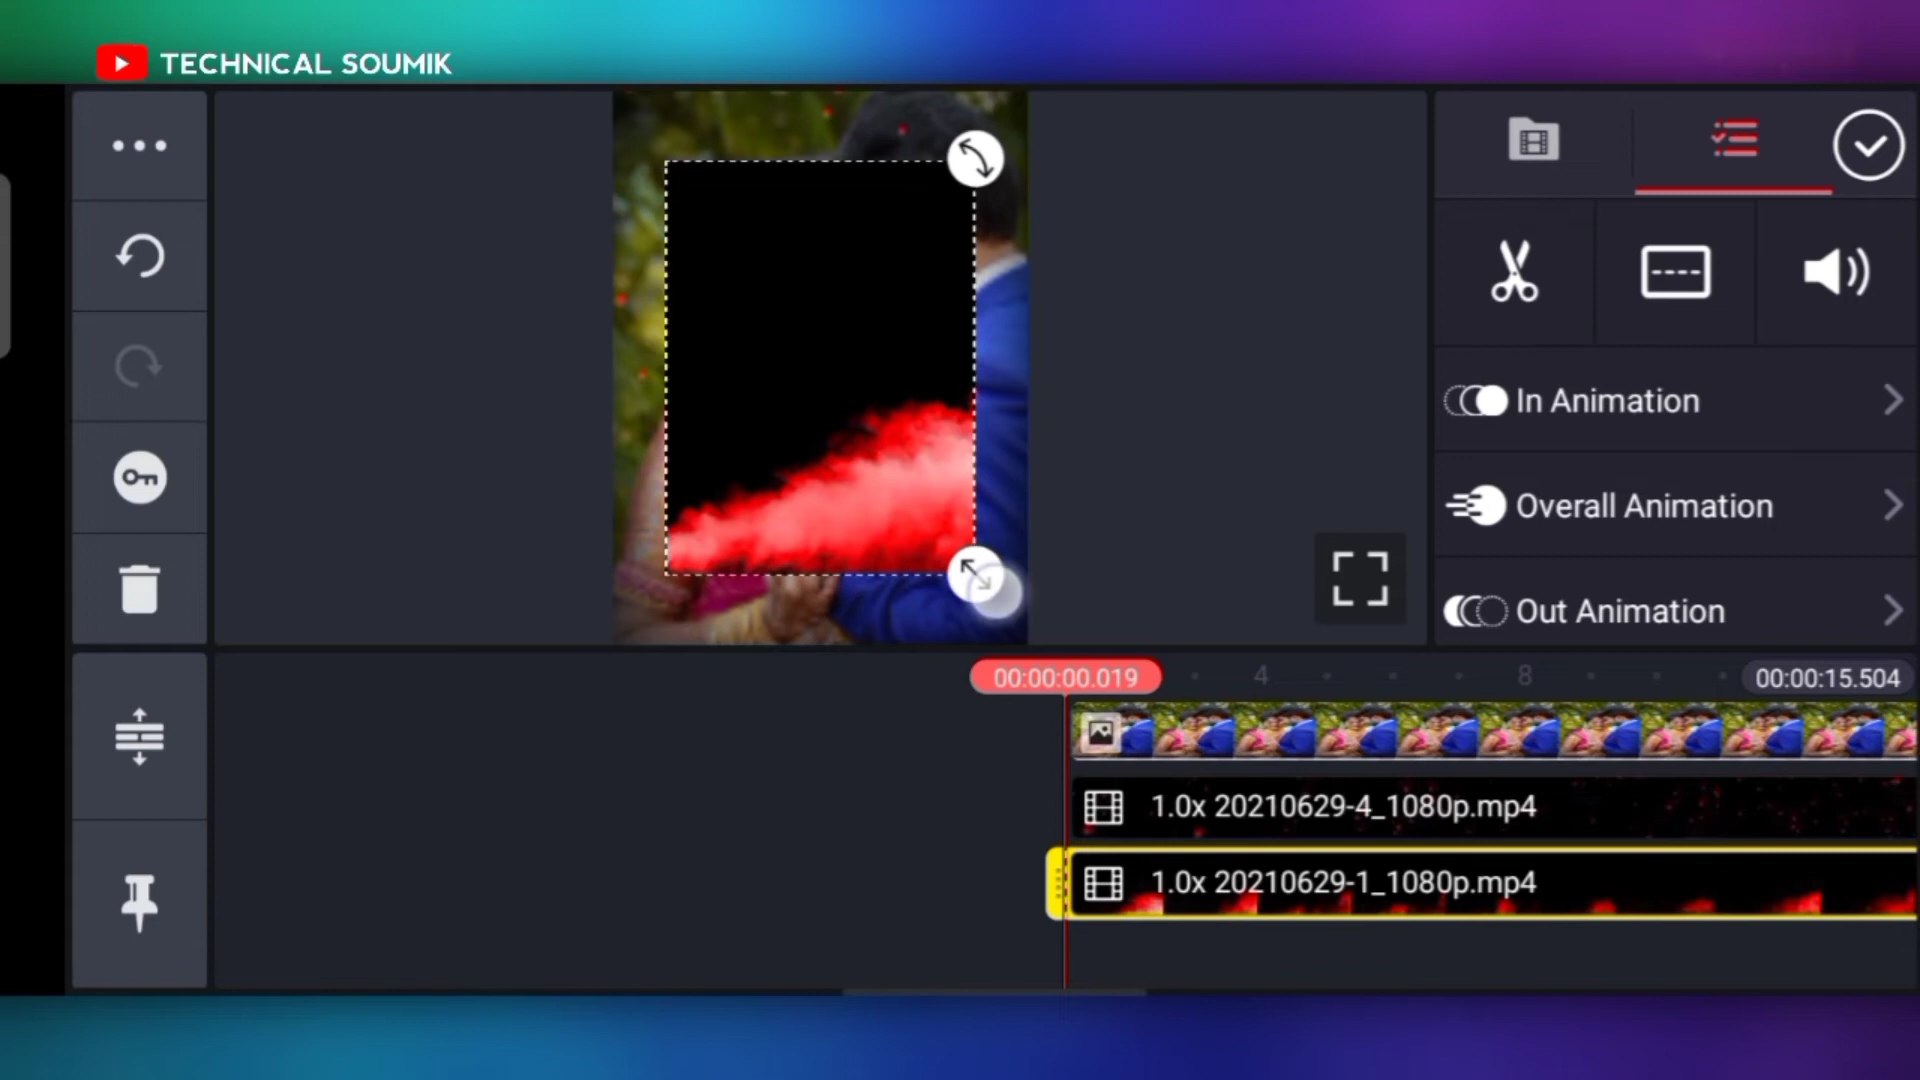 TECHNICAL SOUMIK
In Animation
Overall Animation
Out Animation
00:00:00.019
4
8
00:00:15.504
1.0x 20210629-4_1080p.mp4
1.0x 20210629-1_1080p.mp4